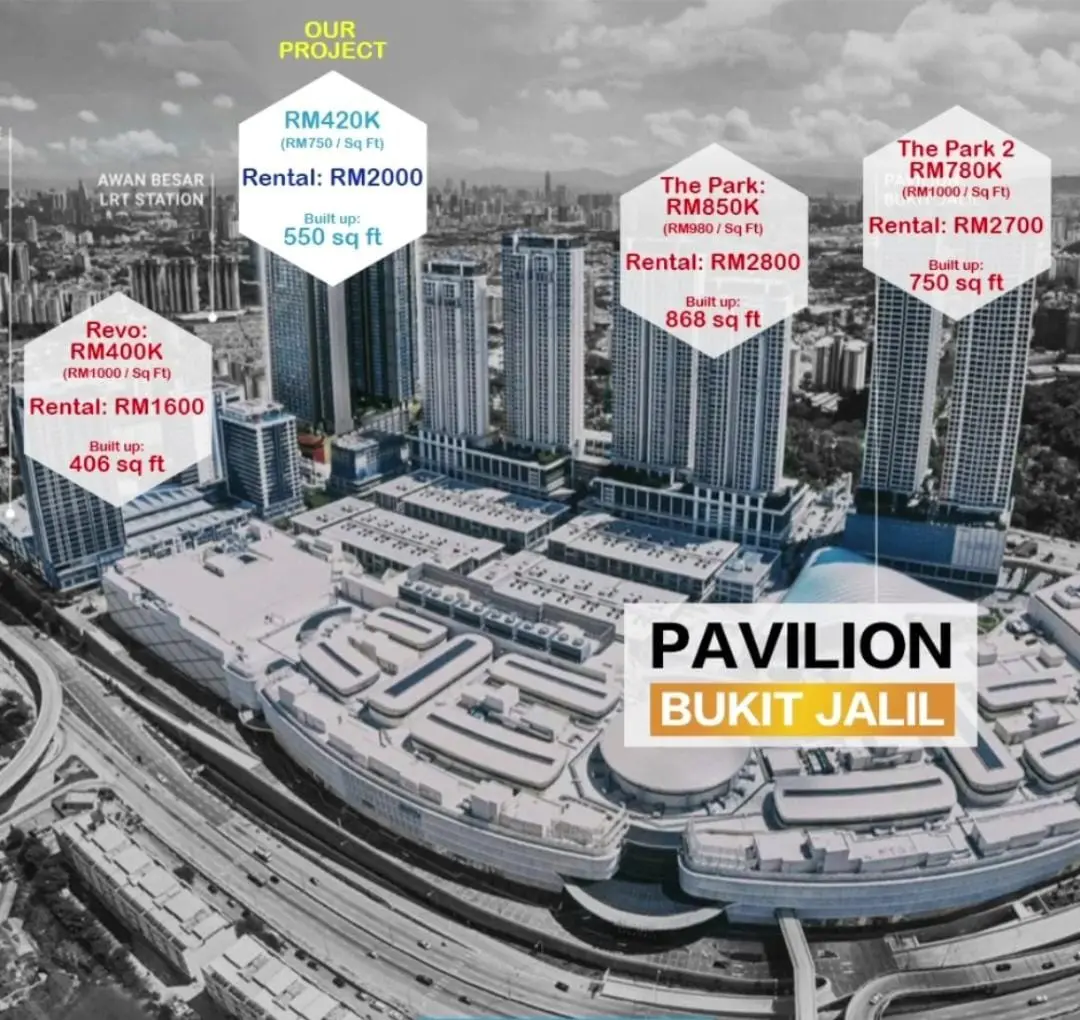 OUR
PROJECT
RM420K
(RM750 / Sq Ft)
Rental: RM2000
Built up:
550 sq ft
AWAN BESAR
LRT STATION
Revo:
RM400K
(RM1000 / Sq Ft)
Rental: RM1600
Built up:
406 sq ft
The Park:
RM850K
(RM980 / Sq Ft)
Rental: RM2800
Built up:
868 sq ft
The Park 2
RM780K
(RM1000 / Sq Ft)
Rental: RM2700
Built up:
750 sq ft
PAVILION
BUKIT JALIL